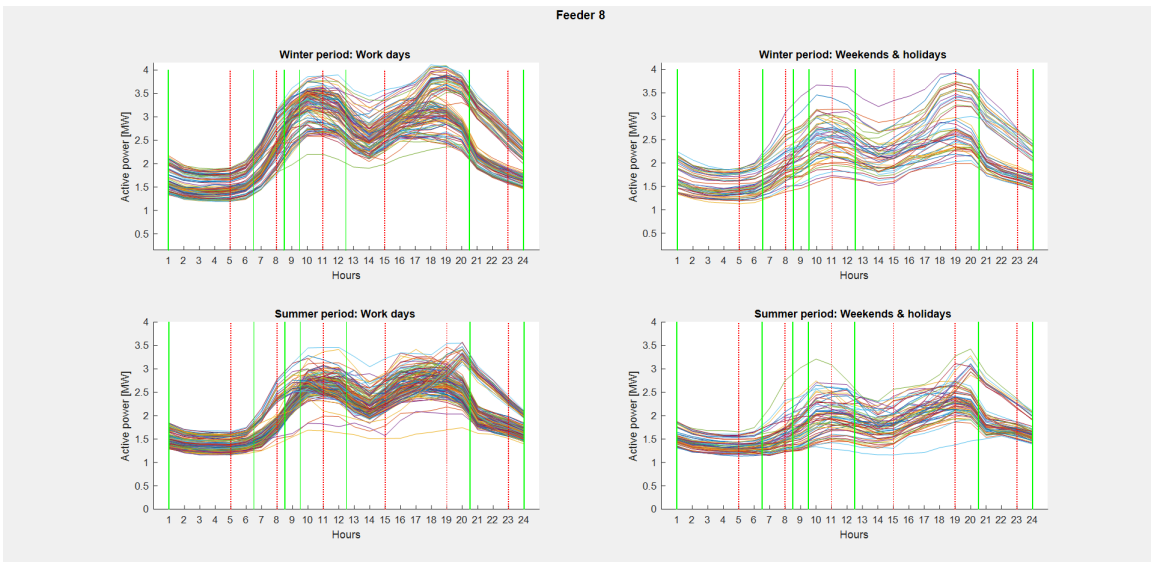 Feeder 8
Winter period: Work days
Active power [MW]
4
3.5
3
2.5
2
1.5
1
0.5
1 2 3 4 5 6 7 8 9 10 11 12 13 14 15 16 17 18 19 20 21 22 23 24
Hours
Winter period: Weekends & holidays
Active power [MW]
4
3.5
3
2.5
2
1.5
1
0.5
1 2 3 4 5 6 7 8 9 10 11 12 13 14 15 16 17 18 19 20 21 22 23 24
Hours
Summer period: Work days
Active power [MW]
4
3.5
3
2.5
2
1.5
1
0.5
0
1 2 3 4 5 6 7 8 9 10 11 12 13 14 15 16 17 18 19 20 21 22 23 24
Hours
Summer period: Weekends & holidays
Active power [MW]
4
3.5
3
2.5
2
1.5
1
0.5
0
1 2 3 4 5 6 7 8 9 10 11 12 13 14 15 16 17 18 19 20 21 22 23 24
Hours